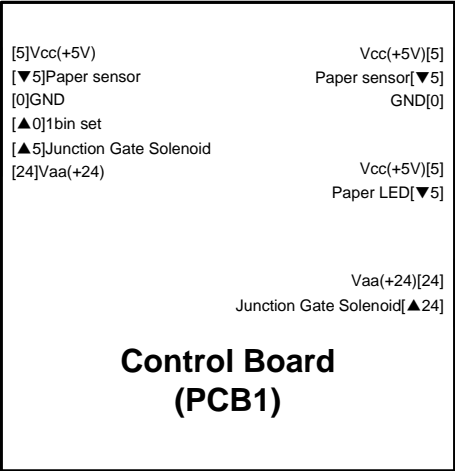 [5]Vcc(+5V)
[▼5]Paper sensor
[0]GND
[▲0]1bin set
[▲5]Junction Gate Solenoid
[24]Vaa(+24)
Vcc(+5V)[5]
Paper sensor[▼5]
GND[0]
Vcc(+5V)[5]
Paper LED[▼5]
Vaa(+24)[24]
Junction Gate Solenoid[▲24]
Control Board
(PCB1)